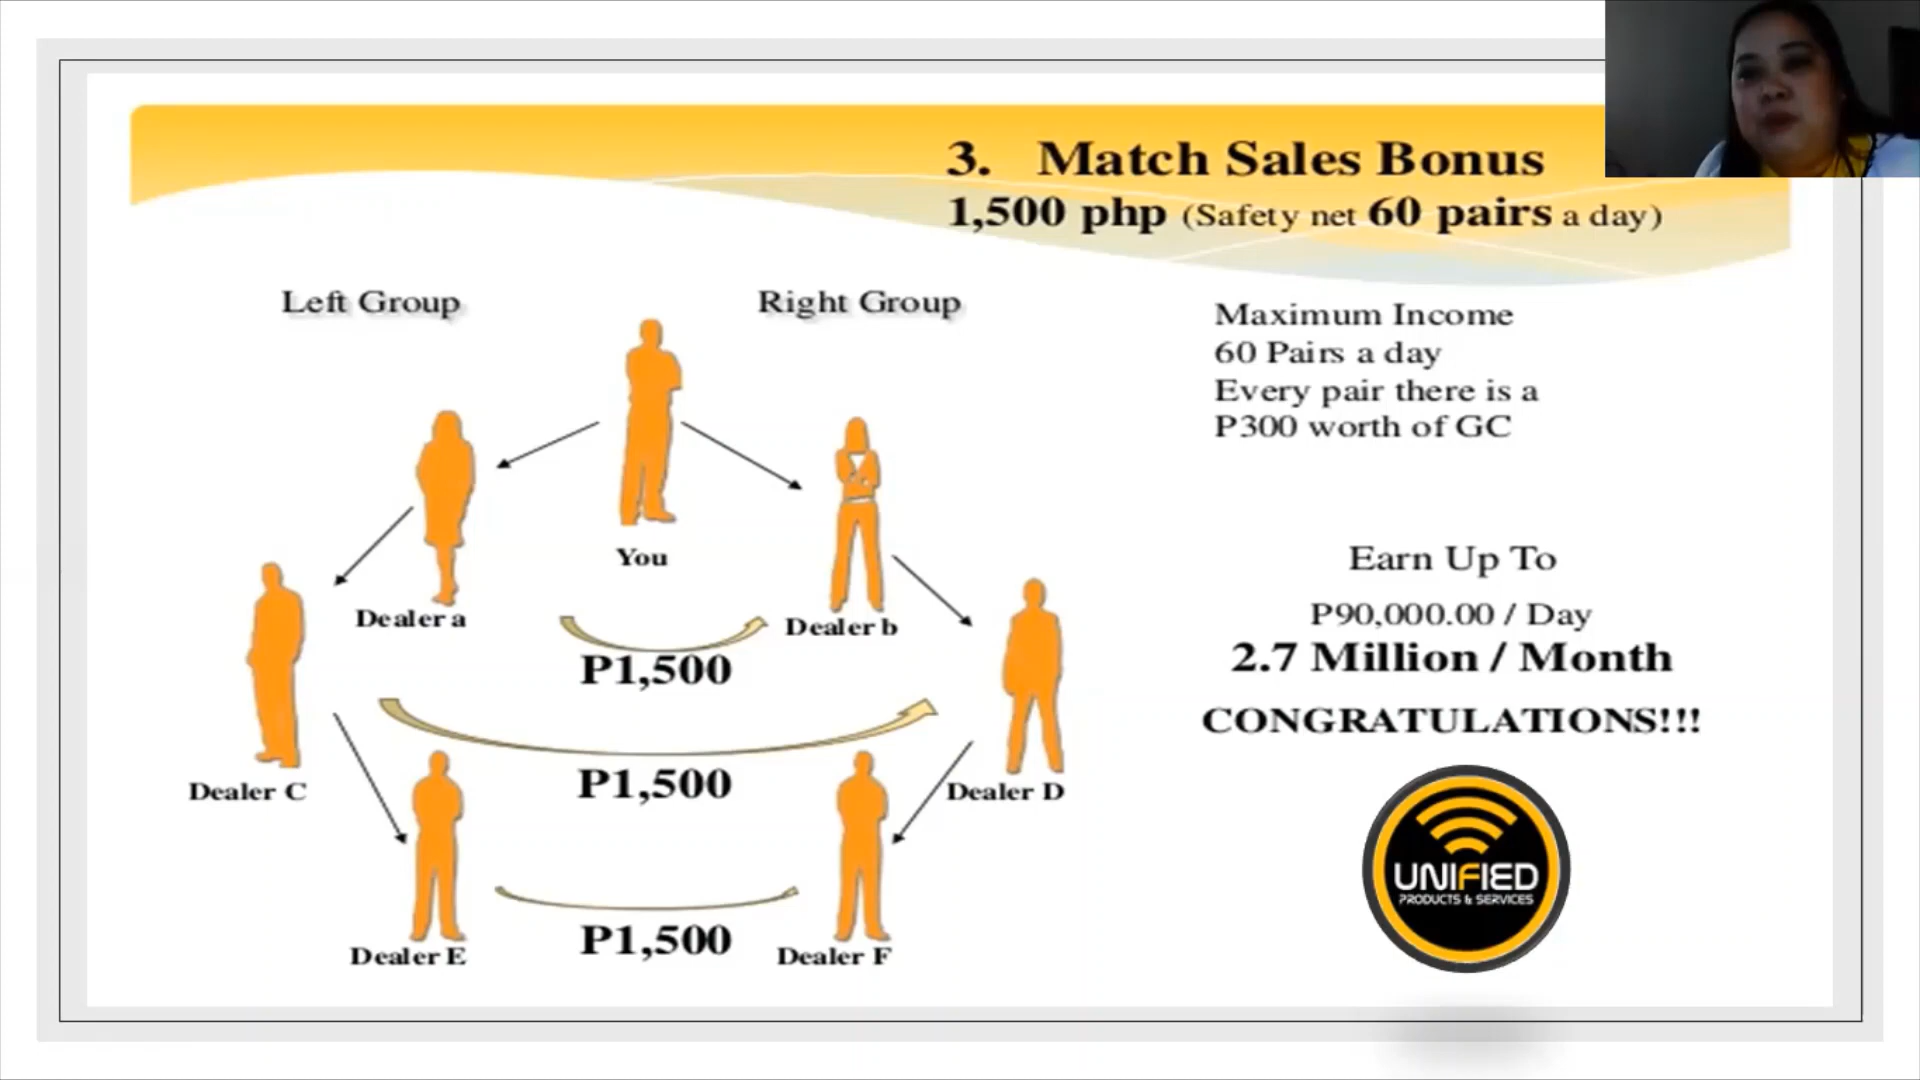 3. Match Sales Bonus
1,500 php (Safety net 60 pairs a day)
Left Group
Right Group
Maximum Income
60 Pairs a day
Every pair there is a
P300 worth of GC
You
Dealer a
Dealer b
P1,500
Dealer C
Dealer D
P1,500
Dealer E
Dealer F
P1,500
Earn Up To
P90,000.00 / Day
2.7 Million / Month
CONGRATULATIONS!!!
UNIFIED
PRODUCTS & SERVICES